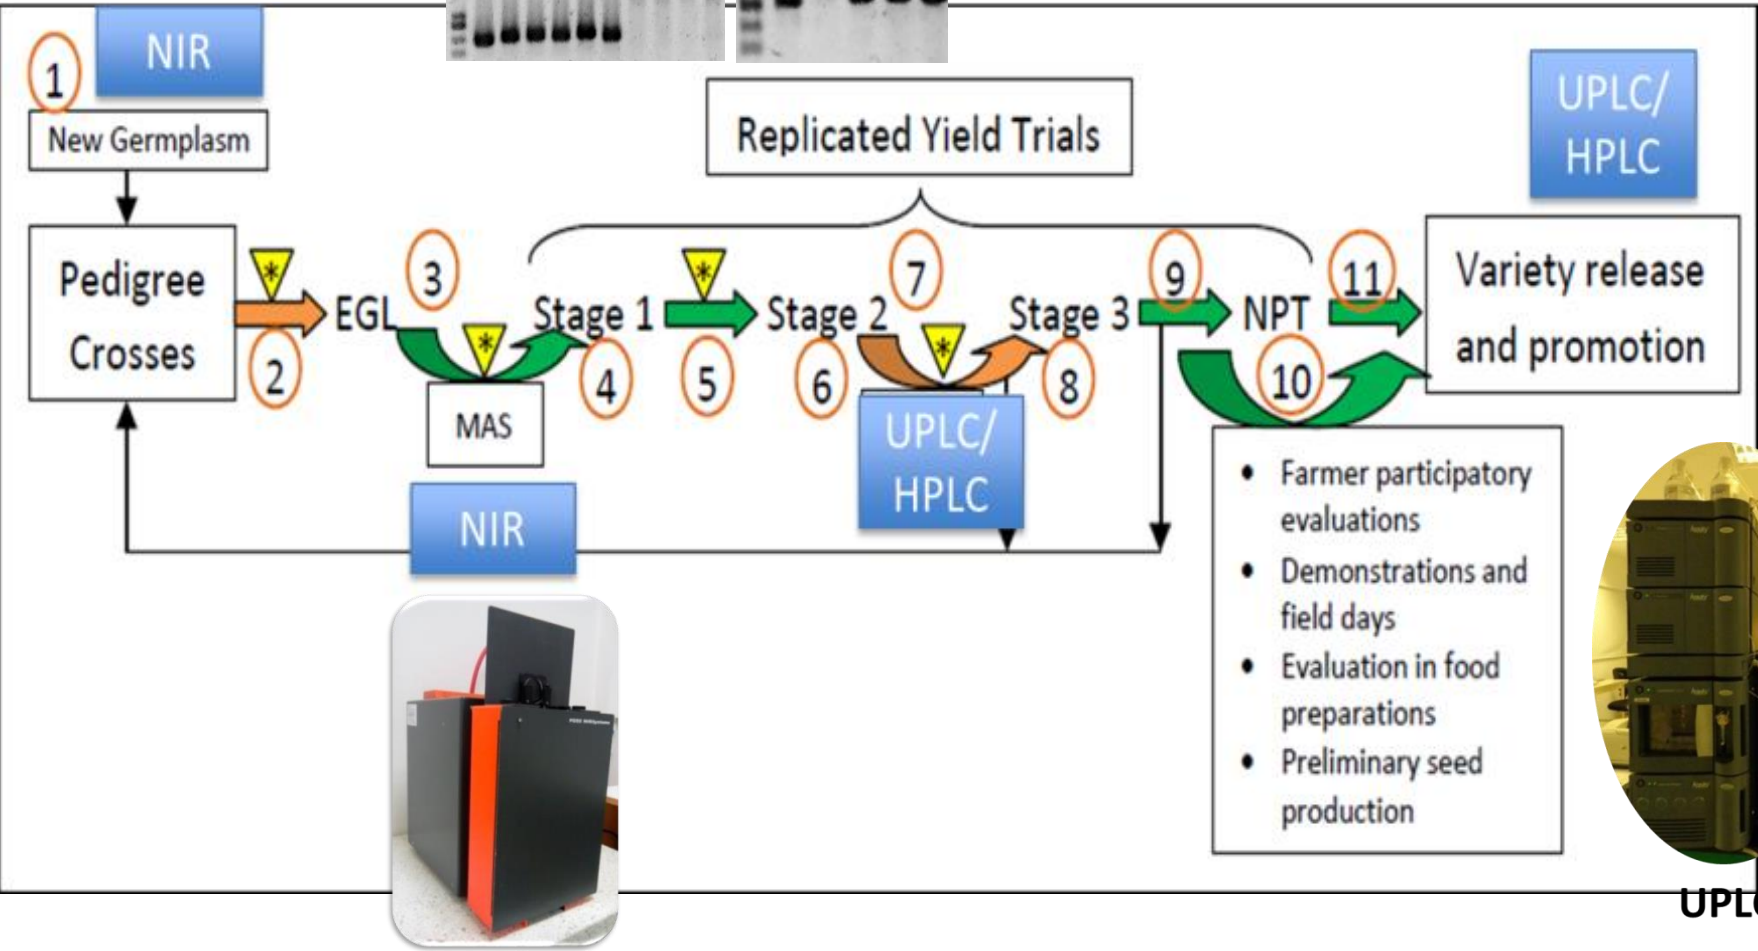 1
NIR
New Germplasm
Replicated Yield Trials
UPLC/
HPLC
Pedigree
Crosses
*
2
EGL
3
*
MAS
Stage 1
4
*
5
Stage 2
6
7
*
UPLC/
HPLC
Stage 3
8
9
NPT
10
11
Variety release
and promotion
NIR
• Farmer participatory
evaluations
• Demonstrations and
field days
• Evaluation in food
preparations
• Preliminary seed
production